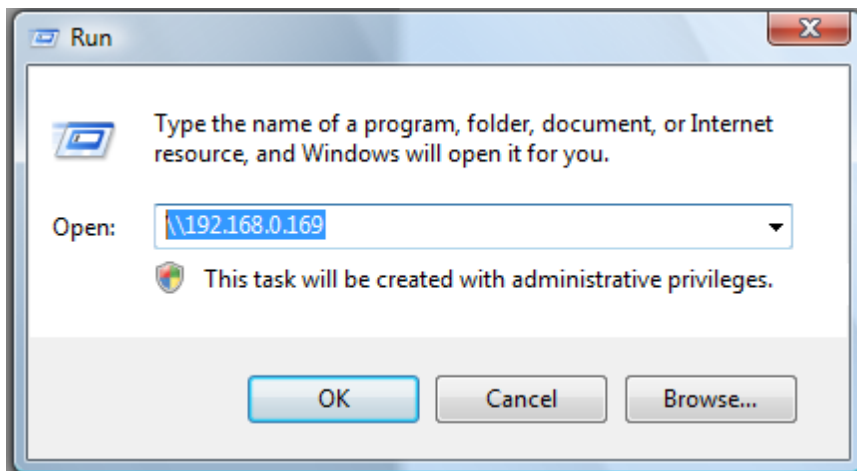 Run
Type the name of a program, folder, document, or Internet
resource, and Windows will open it for you.
Open: \\192.168.0.169
This task will be created with administrative privileges.
OK Cancel Browse...